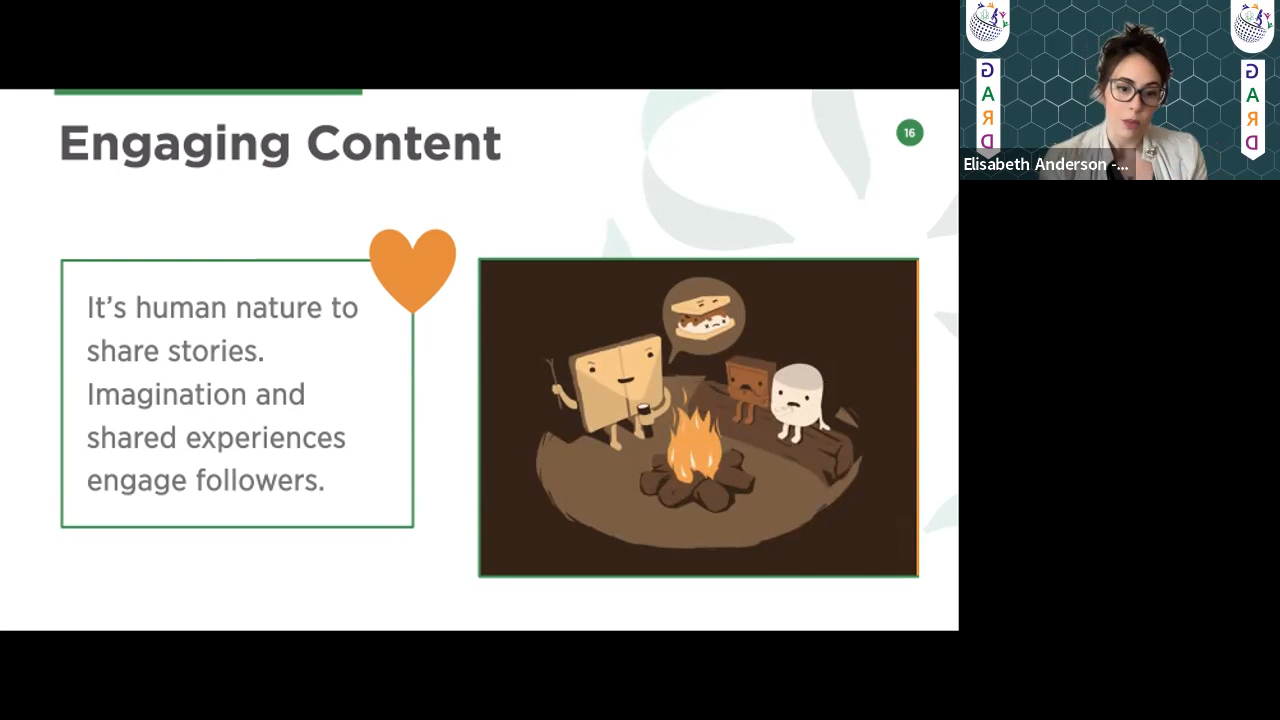 Engaging Content
16
It's human nature to
share stories.
Imagination and
shared experiences
engage followers.
Elisabeth Anderson -...
G
A
R
D
G
A
R
D